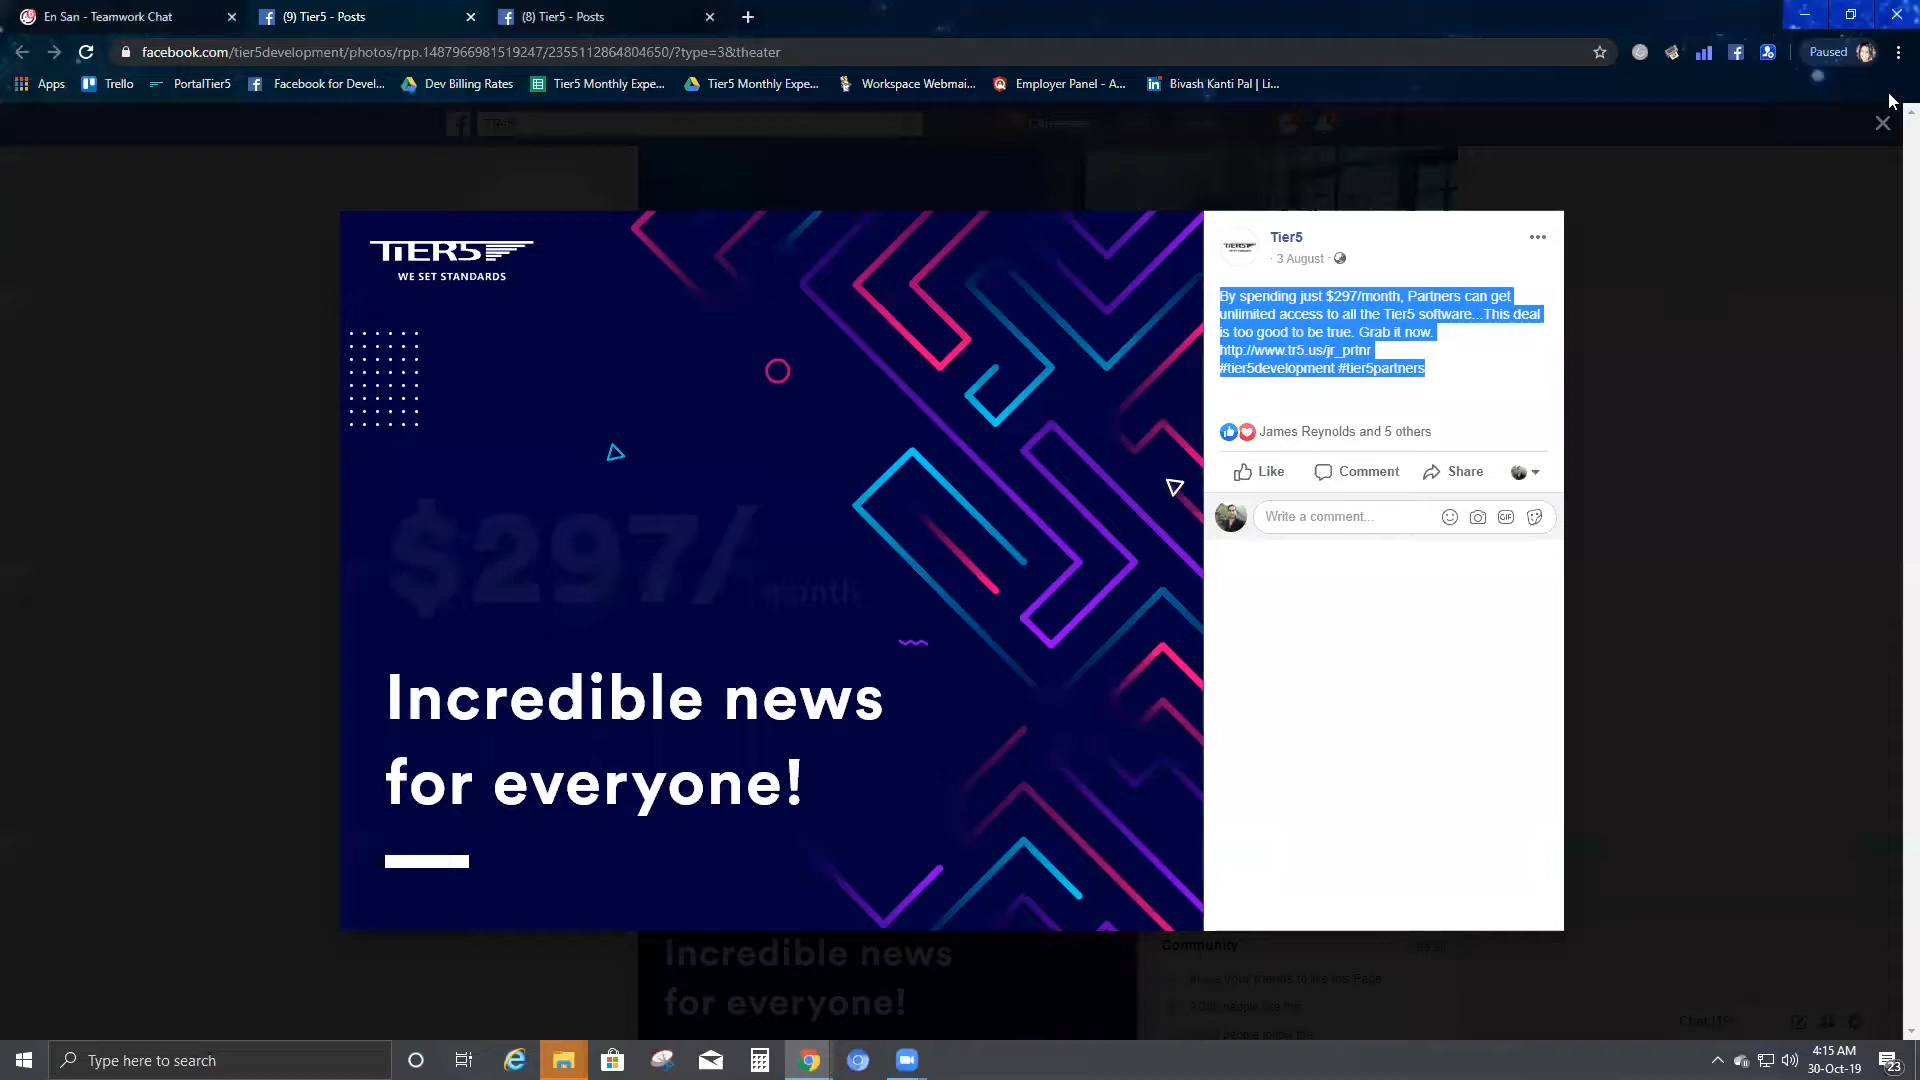 En San - Teamwork Chat
(9) Tier5 - Posts
(8) Tier5 - Posts
facebook.com/tier5development/photos/rpp.1487966981519247/2355112864804650/?type=3&theater
Paused
Apps
Trello
PortalTier5
Facebook for Devel...
Dev Billing Rates
Tier5 Monthly Expe...
Tier5 Monthly Expe...
Workspace Webmai...
Employer Panel - A...
Bivash Kanti Pal | Li...
TIER5
WE SET STANDARDS
$297/ month
Incredible news
for everyone!
Tier5
· 3 August ·
By spending just $297/month, Partners can get
unlimited access to all the Tier5 software...This deal
is too good to be true. Grab it now.
http://www.tr5.us/jr_prtnr
#tier5development #tier5partners
James Reynolds and 5 others
Like
Comment
Share
Write a comment...
GIF
Incredible news
for everyone!
Community
Type here to search
4:15 AM
30-Oct-19
23